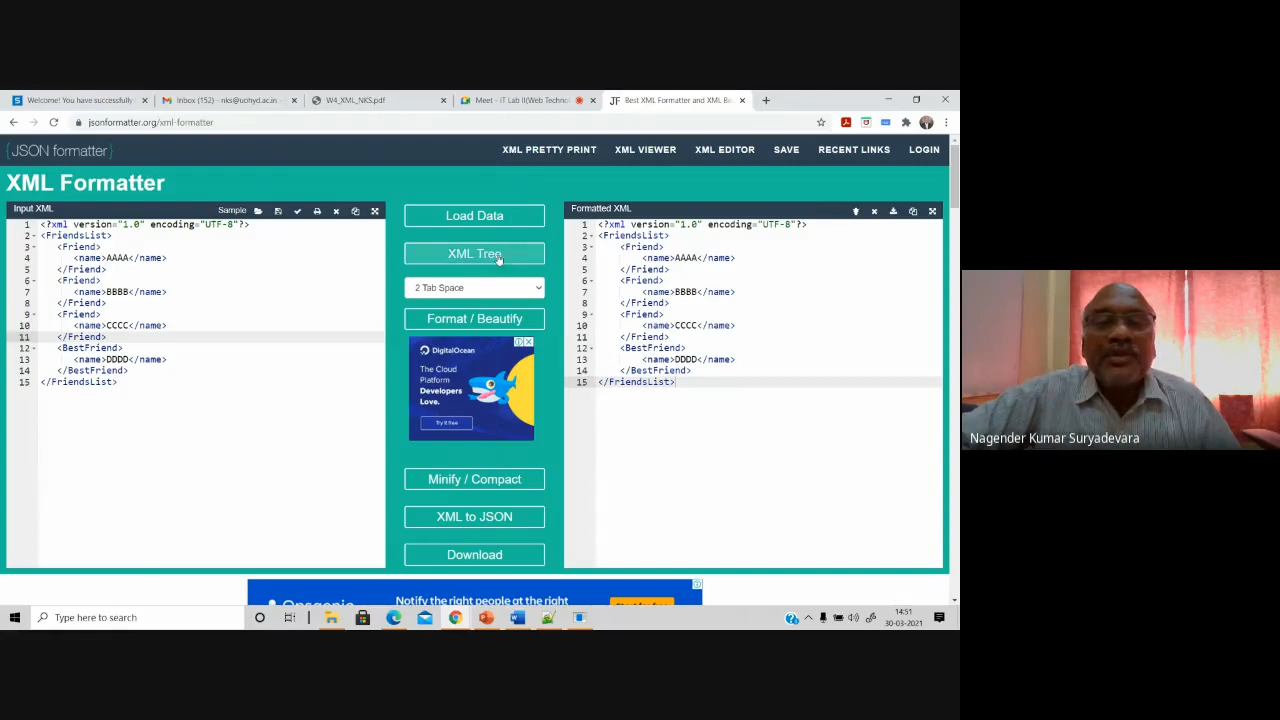 Welcome! You have successfully
Inbox (152) - nks@uohyd.ac.in
W4_XML_NKS.pdf
Meet - IT Lab II(Web Technol
Best XML Formatter and XML Be
jsonformatter.org/xml-formatter
{JSON formatter}
XML PRETTY PRINT
XML VIEWER
XML EDITOR
SAVE
RECENT LINKS
LOGIN
XML Formatter
Input XML
Sample
1 <?xml version="1.0" encoding="UTF-8"?>
2 <FriendsList>
3 <Friend>
4 <name>AAAA</name>
5 </Friend>
6 <Friend>
7 <name>BBBB</name>
8 </Friend>
9 <Friend>
10 <name>CCCC</name>
11 </Friend>
12 <BestFriend>
13 <name>DDDD</name>
14 </BestFriend>
15 </FriendsList>
Load Data
XML Tree
2 Tab Space
Format / Beautify
DigitalOcean
The Cloud
Platform
Developers
Love.
Try it free
Minify / Compact
XML to JSON
Download
Formatted XML
1 <?xml version="1.0" encoding="UTF-8"?>
2 <FriendsList>
3 <Friend>
4 <name>AAAA</name>
5 </Friend>
6 <Friend>
7 <name>BBBB</name>
8 </Friend>
9 <Friend>
10 <name>CCCC</name>
11 </Friend>
12 <BestFriend>
13 <name>DDDD</name>
14 </BestFriend>
15 </FriendsList>
Notify the right people at the right
Type here to search
14:51
30-03-2021
Nagender Kumar Suryadevara